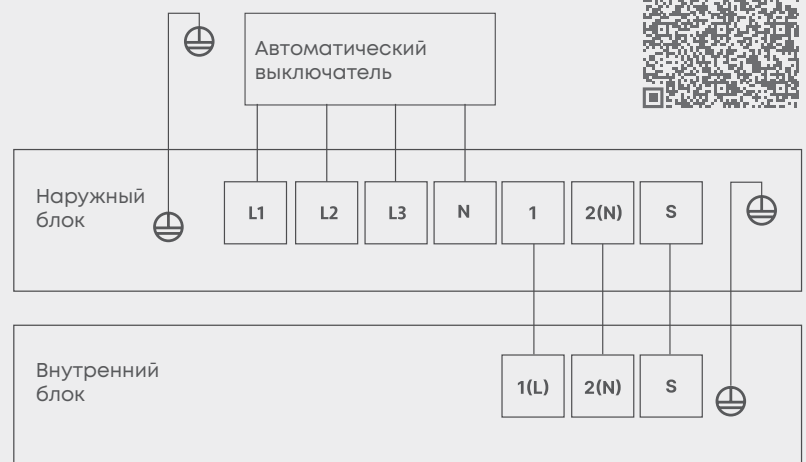 Автоматический
выключатель
Наружный
блок
L1 L2 L3 N 1 2(N) S
Внутренний
блок
1(L) 2(N) S